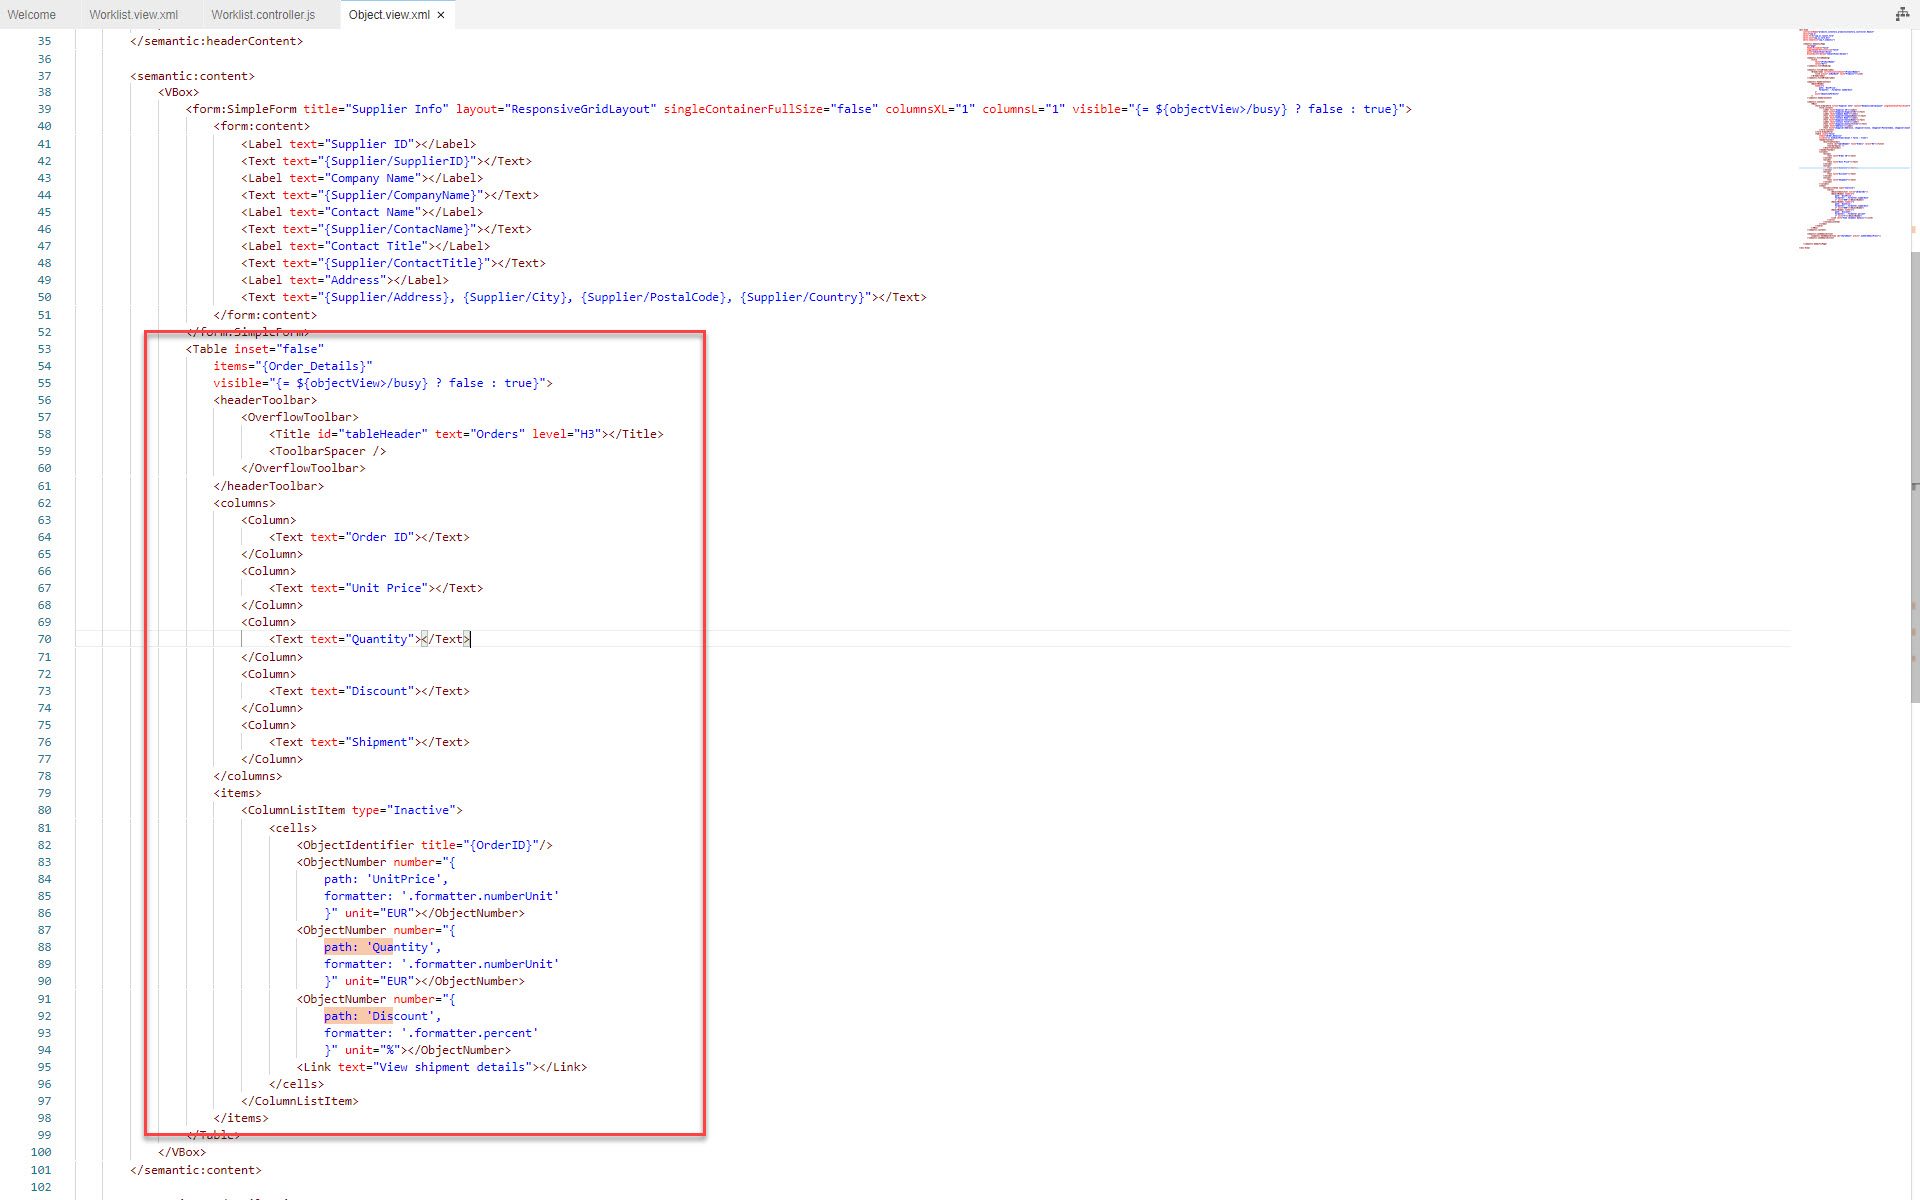 Welcome
Worklist.view.xml
Worklist.controller.js
Object.view.xml ×
35 </semantic:headerContent>
36
37 <semantic:content>
38 <VBox>
39 <form:SimpleForm title="Supplier Info" layout="ResponsiveGridLayout" singleContainerFullSize="false" columnsXL="1" columnsL="1" visible="{= ${objectView>/busy} ? false : true}">
40 <form:content>
41 <Label text="Supplier ID"></Label>
42 <Text text="{Supplier/SupplierID}"></Text>
43 <Label text="Company Name"></Label>
44 <Text text="{Supplier/CompanyName}"></Text>
45 <Label text="Contact Name"></Label>
46 <Text text="{Supplier/ContacName}"></Text>
47 <Label text="Contact Title"></Label>
48 <Text text="{Supplier/ContactTitle}"></Text>
49 <Label text="Address"></Label>
50 <Text text="{Supplier/Address}, {Supplier/City}, {Supplier/PostalCode}, {Supplier/Country}"></Text>
51 </form:content>
52 </form:SimpleForm>
53 <Table inset="false"
54 items="{Order_Details}"
55 visible="{= ${objectView>/busy} ? false : true}">
56 <headerToolbar>
57 <OverflowToolbar>
58 <Title id="tableHeader" text="Orders" level="H3"></Title>
59 <ToolbarSpacer />
60 </OverflowToolbar>
61 </headerToolbar>
62 <columns>
63 <Column>
64 <Text text="Order ID"></Text>
65 </Column>
66 <Column>
67 <Text text="Unit Price"></Text>
68 </Column>
69 <Column>
70 <Text text="Quantity"></Text>
71 </Column>
72 <Column>
73 <Text text="Discount"></Text>
74 </Column>
75 <Column>
76 <Text text="Shipment"></Text>
77 </Column>
78 </columns>
79 <items>
80 <ColumnListItem type="Inactive">
81 <cells>
82 <ObjectIdentifier title="{OrderID}"/>
83 <ObjectNumber number="{
84 path: 'UnitPrice',
85 formatter: '.formatter.numberUnit'
86 }" unit="EUR"></ObjectNumber>
87 <ObjectNumber number="{
88 path: 'Quantity',
89 formatter: '.formatter.numberUnit'
90 }" unit="EUR"></ObjectNumber>
91 <ObjectNumber number="{
92 path: 'Discount',
93 formatter: '.formatter.percent'
94 }" unit="%"></ObjectNumber>
95 <Link text="View shipment details"></Link>
96 </cells>
97 </ColumnListItem>
98 </items>
99 </Table>
100 </VBox>
101 </semantic:content>
102